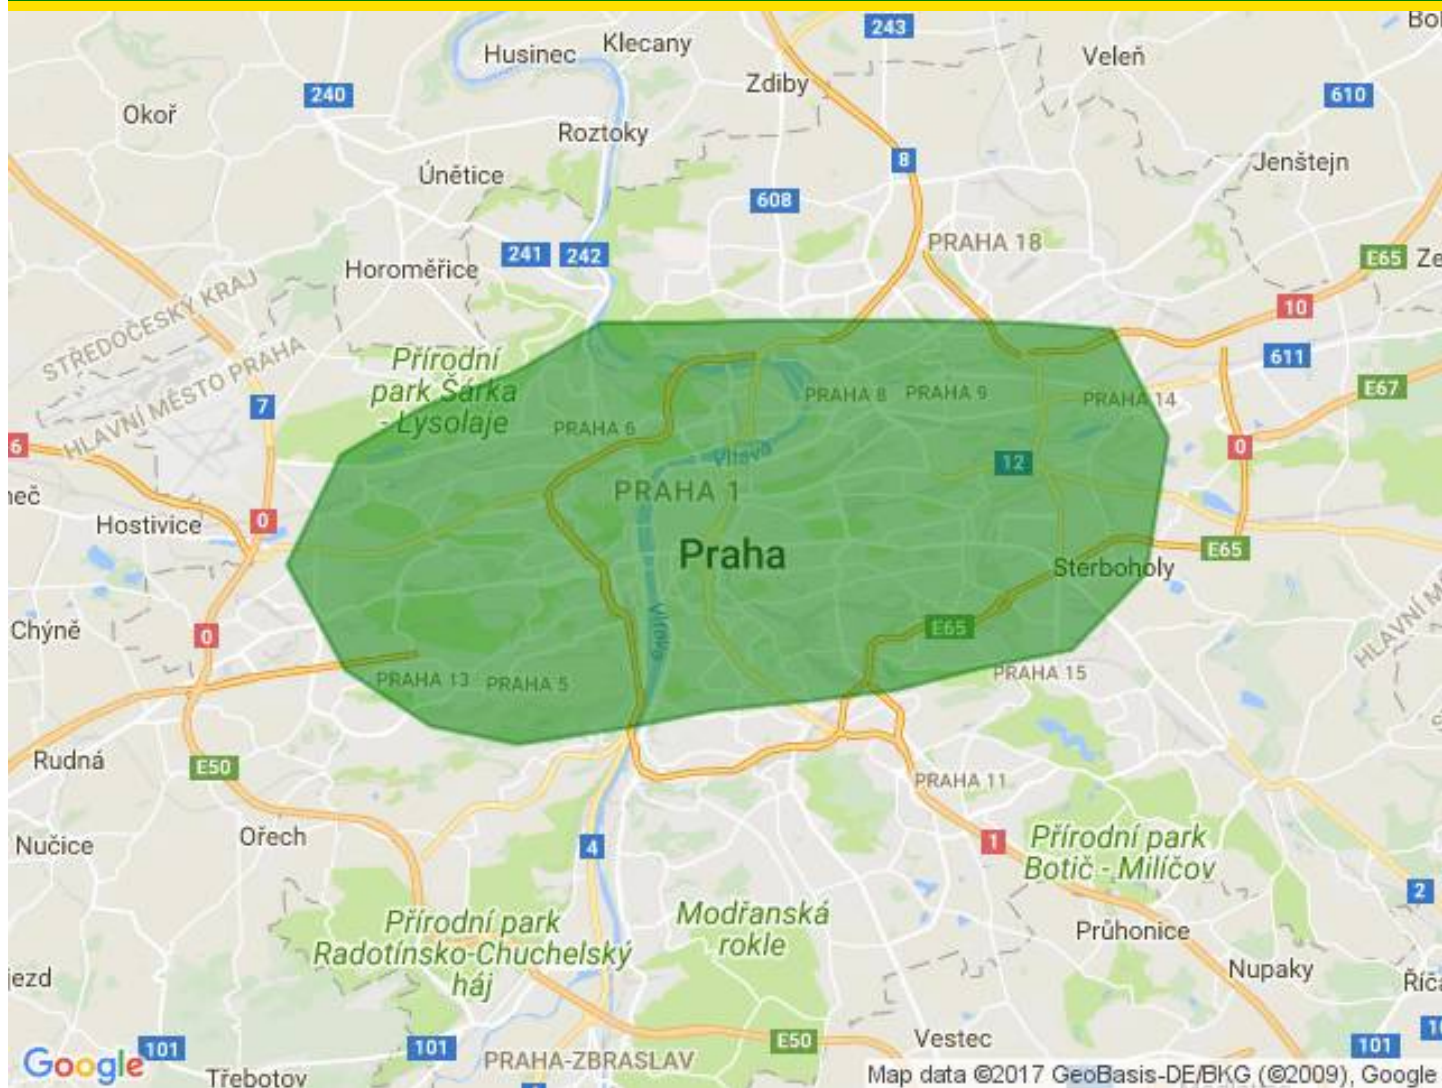 243
Klecany
Husinec
Veleň
Zdiby
240
610
Okoř
Roztoky
8
Jenštejn
Únětice
608
PRAHA 18
241
242
E65
Horoměřice
10
STŘEDOČESKÝ KRAJ
HLAVNÍ MĚSTO PRAHA
611
Přírodní
park Šárka
- Lysolaje
E67
PRAHA 8
PRAHA 9
PRAHA 14
7
PRAHA 6
6
0
Vltava
12
PRAHA 1
0
Hostivice
E65
Praha
Sterboholy
Chýně
0
Vltava
E65
PRAHA 13
PRAHA 5
PRAHA 15
Rudná
E50
PRAHA 11
Ořech
Nučice
4
1
Přírodní park
Botič - Milíčov
2
Přírodní park
Radotínsko-Chuchelský
háj
Modřanská
rokle
Průhonice
Nupaky
E50
Vestec
101
Google
101
101
PRAHA-ZBRASLAV
Třebotov
Map data ©2017 GeoBasis-DE/BKG (©2009), Google